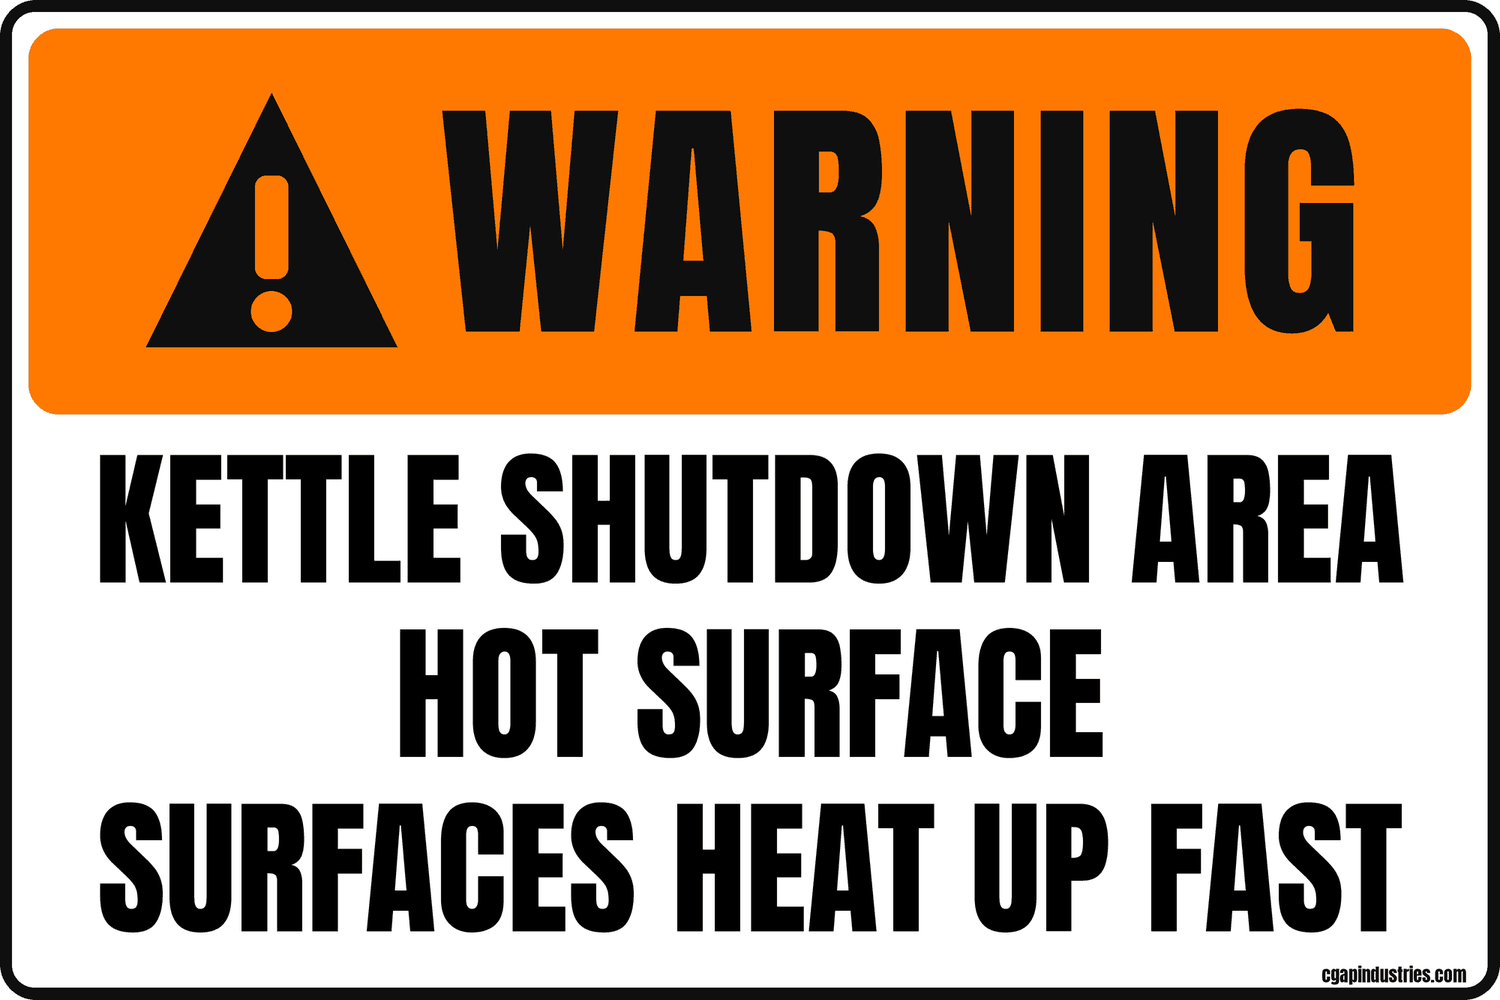 WARNING
KETTLE SHUTDOWN AREA
HOT SURFACE
SURFACES HEAT UP FAST
cgapindustries.com